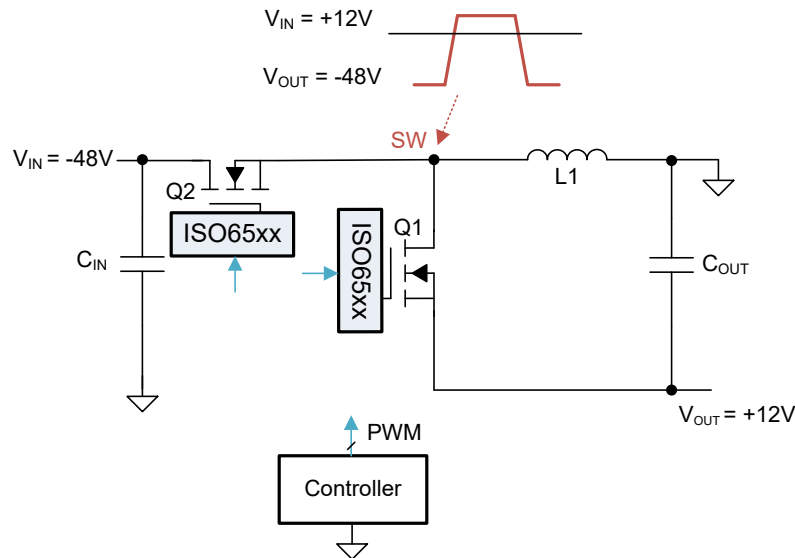 VIN = +12V
VOUT = -48V
SW
VIN = -48V
L1
Q2
Q1
ISO65xx
ISO65xx
CIN
COUT
VOUT = +12V
PWM
Controller